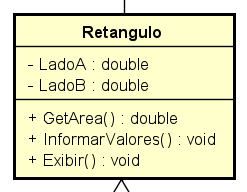 Retangulo
- LadoA : double
- LadoB : double
+ GetArea() : double
+ InformarValores() : void
+ Exibir() : void